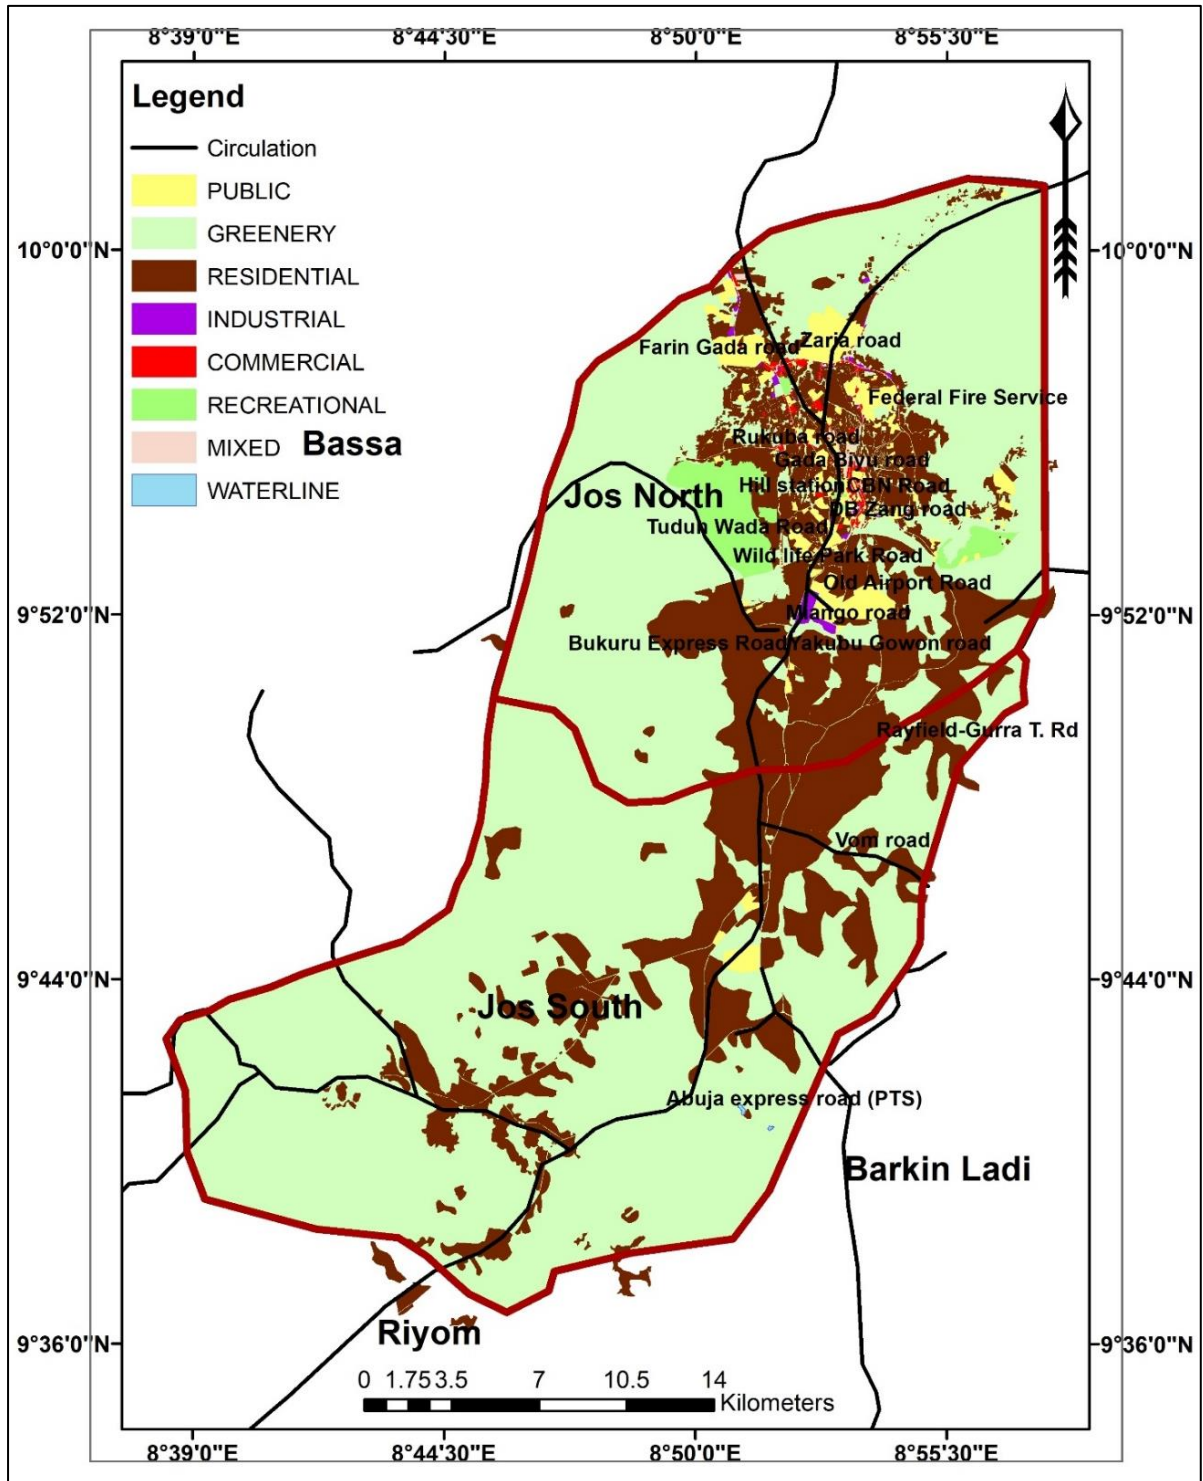 8°39'0"E 8°44'30"E 8°50'0"E 8°55'30"E
Legend
Circulation
PUBLIC
GREENERY
RESIDENTIAL
INDUSTRIAL
COMMERCIAL
RECREATIONAL
MIXED
WATERLINE
Bassa
10°0'0"N 10°0'0"N
Farin Gada road Zaria road
Federal Fire Service
Rukuba road
Gada Biyu road
Jos North
Hill station CBN Road
DB Zang road
Tudun Wada Road
Wild life Park Road
Old Airport Road
9°52'0"N 9°52'0"N
Miango road
Bukuru Express Road Yakubu Gowon road
Rayfield-Gurra T. Rd
Vom road
9°44'0"N 9°44'0"N
Jos South
Abuja express road (PTS)
Barkin Ladi
Riyom
9°36'0"N 9°36'0"N
0 1.75 3.5 7 10.5 14
Kilometers
8°39'0"E 8°44'30"E 8°50'0"E 8°55'30"E